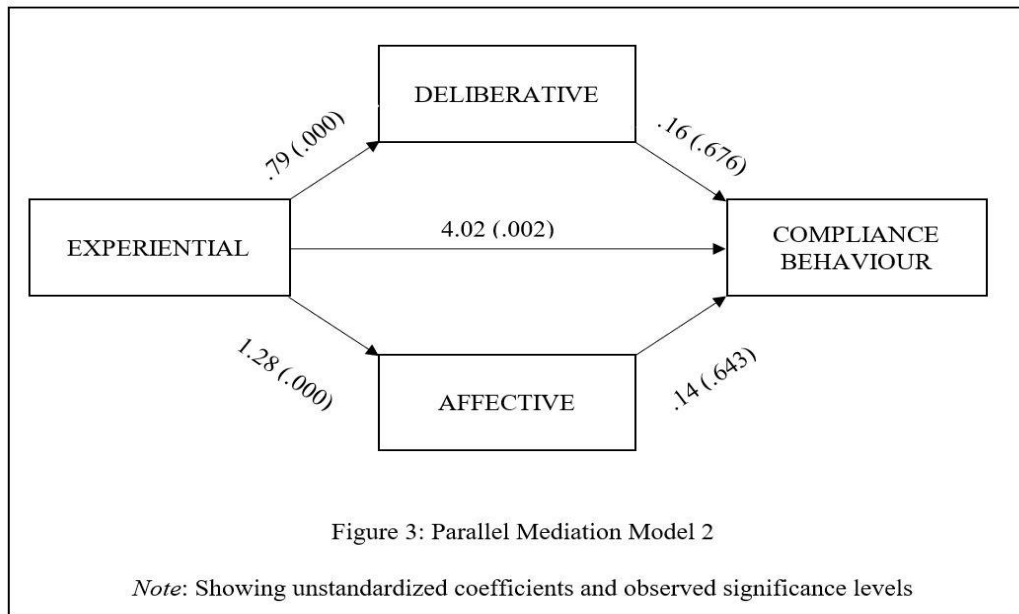 DELIBERATIVE
.79 (.000)
.16 (.676)
EXPERIENTIAL
4.02 (.002)
COMPLIANCE
BEHAVIOUR
1.28 (.000)
AFFECTIVE
.14 (.643)
Figure 3: Parallel Mediation Model 2
Note: Showing unstandardized coefficients and observed significance levels